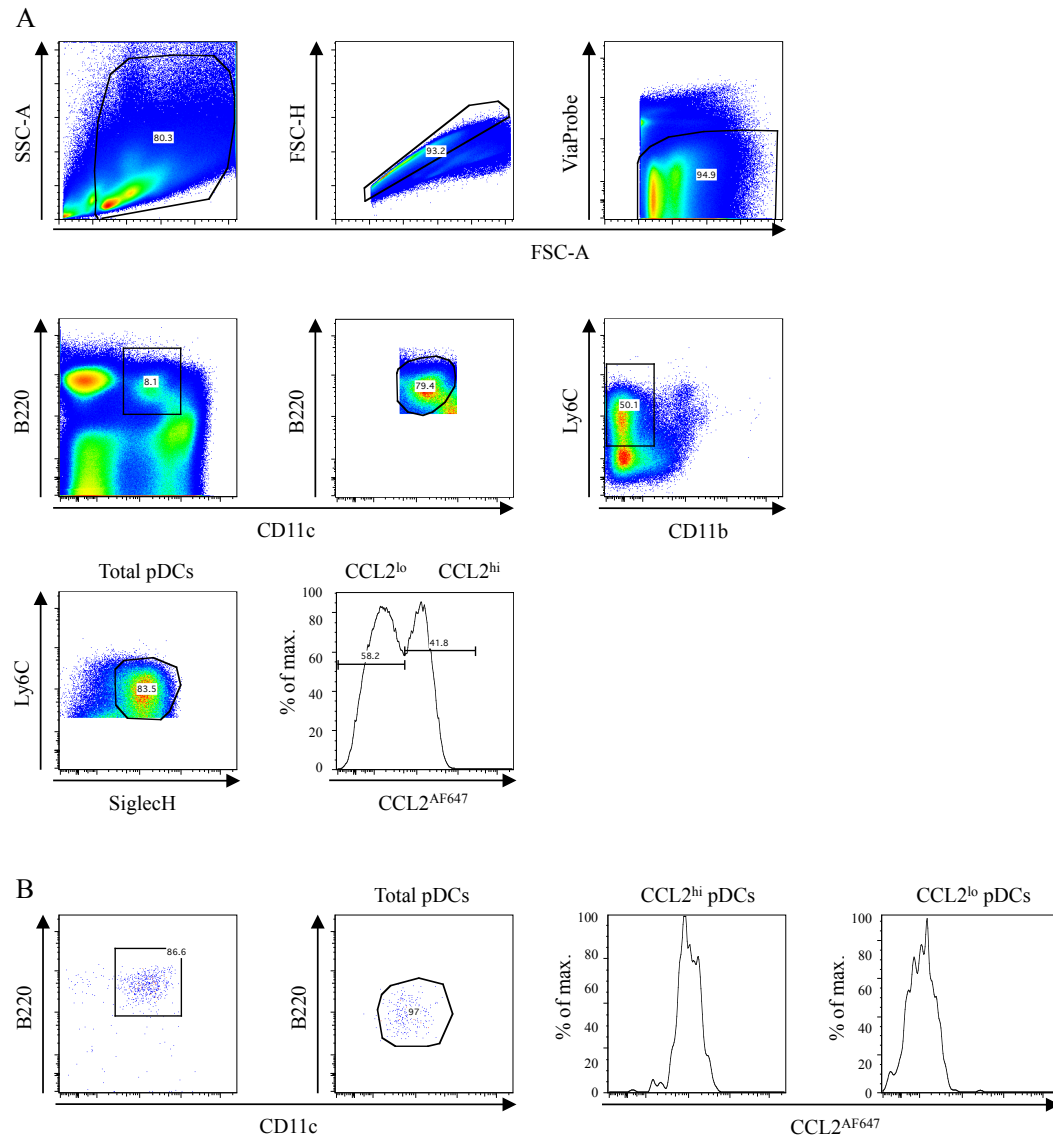 A
SSC-A
80.3
FSC-H
93.2
ViaProbe
94.9
FSC-A
B220
8.1
B220
79.4
Ly6C
50.1
CD11c
CD11b
Total pDCs
CCL2lo
CCL2hi
Ly6C
83.5
% of max.
100
80
60
40
20
0
58.2
41.8
SiglecH
CCL2AF647
B
Total pDCs
CCL2hi pDCs
CCL2lo pDCs
B220
86.6
B220
97
% of max.
100
80
60
40
20
0
% of max.
100
80
60
40
20
0
CD11c
CCL2AF647